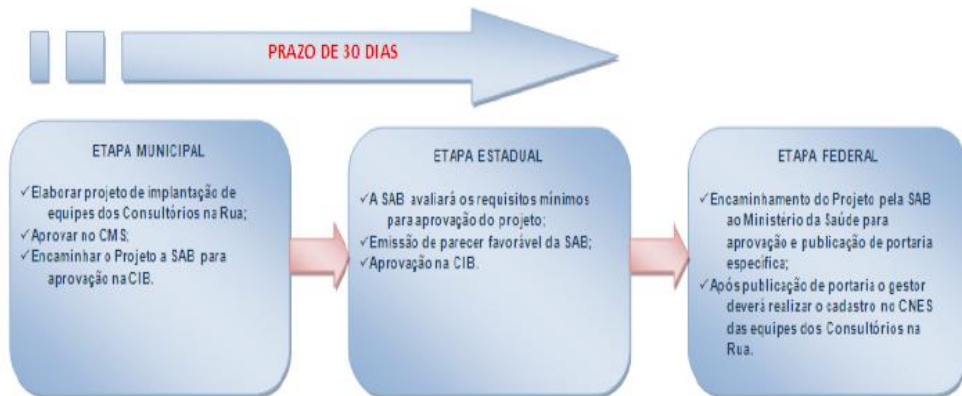 PRAZO DE 30 DIAS
ETAPA MUNICIPAL
✓Elaborar projeto de implantação de
equipes dos Consultórios na Rua;
✓Aprovar no CMS;
✓Encaminhar o Projeto a SAB para
aprovação na CIB.
ETAPA ESTADUAL
✓A SAB avaliará os requisitos mínimos
para aprovação do projeto;
✓Emissão de parecer favorável da SAB;
✓Aprovação na CIB.
ETAPA FEDERAL
✓Encaminhamento do Projeto pela SAB
ao Ministério da Saúde para
aprovação e publicação de portaria
específica;
✓Após publicação de portaria o gestor
deverá realizar o cadastro no CNES
das equipes dos Consultórios na
Rua.